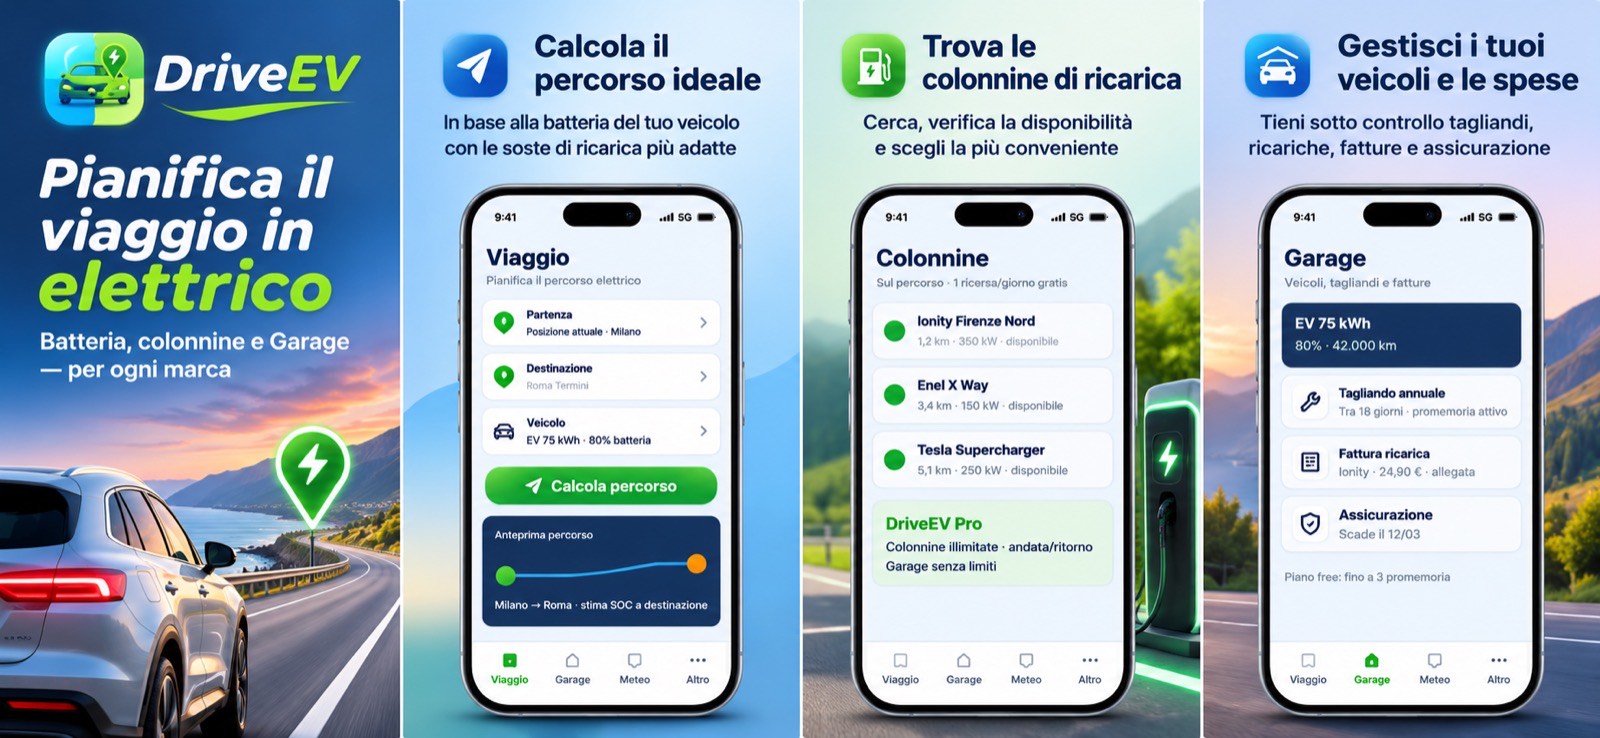 DriveEV
Pianifica il
viaggio in
elettrico
Batteria, colonnine e Garage
— per ogni marca
Calcola il
percorso ideale
In base alla batteria del tuo veicolo
con le soste di ricarica più adatte
9:41
5G
Viaggio
Pianifica il percorso elettrico
Partenza
Posizione attuale · Milano
Destinazione
Roma Termini
Veicolo
EV 75 kWh · 80% batteria
Calcola percorso
Anteprima percorso
Milano → Roma · stima SOC a destinazione
Viaggio
Garage
Meteo
Altro
Trova le
colonnine di ricarica
Cerca, verifica la disponibilità
e scegli la più conveniente
9:41
5G
Colonnine
Sul percorso · 1 ricersa/giorno gratis
Ionity Firenze Nord
1,2 km · 350 kW · disponibile
Enel X Way
3,4 km · 150 kW · disponibile
Tesla Supercharger
5,1 km · 250 kW · disponibile
DriveEV Pro
Colonnine illimitate · andata/ritorno
Garage senza limiti
Viaggio
Garage
Meteo
Altro
Gestisci i tuoi
veicoli e le spese
Tieni sotto controllo tagliandi,
ricariche, fatture e assicurazione
9:41
5G
Garage
Veicoli, tagliandi e fatture
EV 75 kWh
80% · 42.000 km
Tagliando annuale
Tra 18 giorni · promemoria attivo
Fattura ricarica
Ionity · 24,90 € · allegata
Assicurazione
Scade il 12/03
Piano free: fino a 3 promemoria
Viaggio
Garage
Meteo
Altro